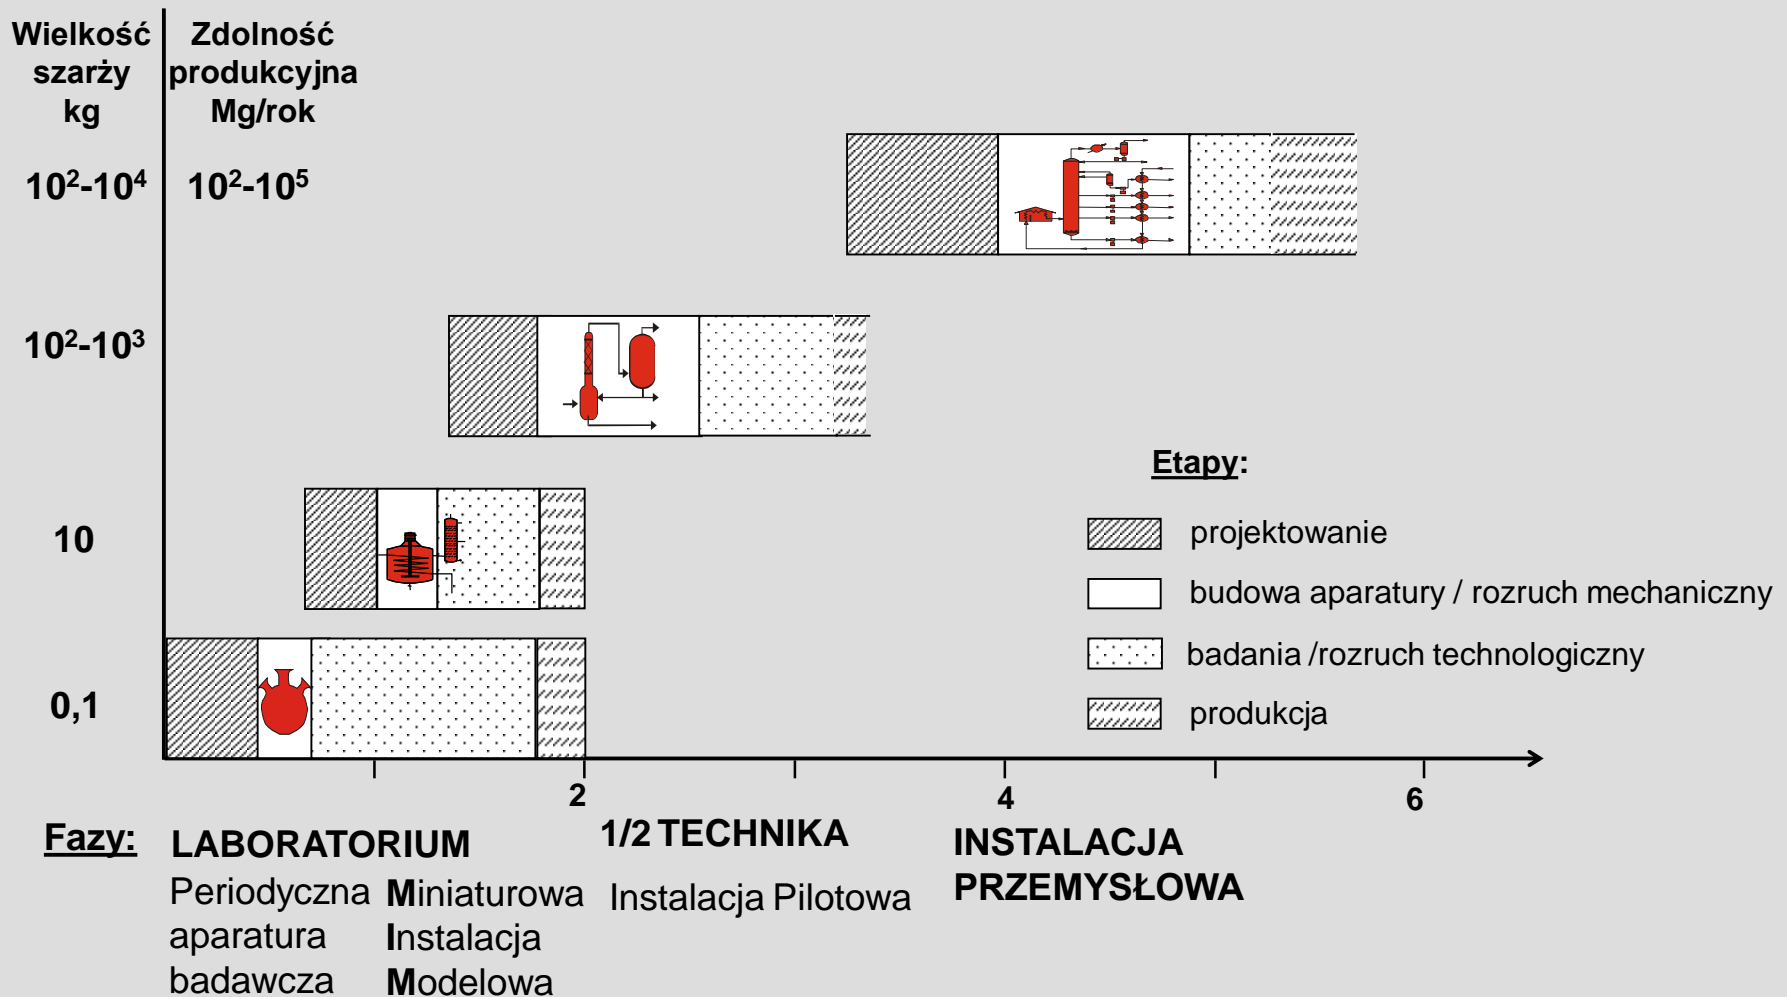 Wielkość
szarży
kg
Zdolność
produkcyjna
Mg/rok
10²-10⁴
10²-10⁵
10²-10³
10
0,1
Etapy:
projektowanie
budowa aparatury / rozruch mechaniczny
badania /rozruch technologiczny
produkcja
2
4
6
Fazy:
LABORATORIUM
Periodyczna
aparatura
badawcza
Miniaturowa
Instalacja
Modelowa
1/2 TECHNIKA
Instalacja Pilotowa
INSTALACJA
PRZEMYSŁOWA